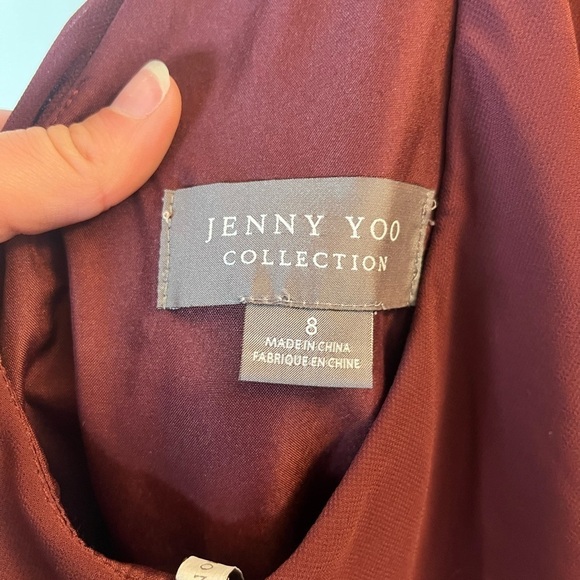 JENNY YOO
COLLECTION
8
MADE IN CHINA
FABRIQUE EN CHINE